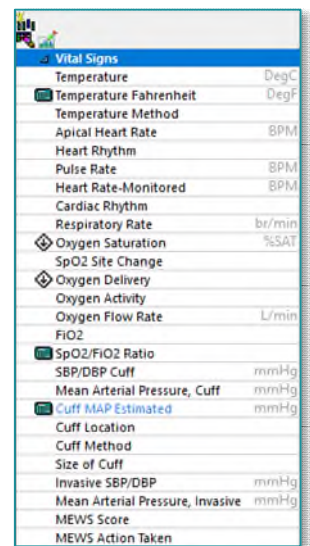 Vital Signs
Temperature DegC
Temperature Fahrenheit DegF
Temperature Method
Apical Heart Rate BPM
Heart Rhythm
Pulse Rate BPM
Heart Rate-Monitored BPM
Cardiac Rhythm
Respiratory Rate br/min
Oxygen Saturation %SAT
SpO2 Site Change
Oxygen Delivery
Oxygen Activity
Oxygen Flow Rate L/min
FiO2
SpO2/FiO2 Ratio
SBP/DBP Cuff mmHg
Mean Arterial Pressure, Cuff mmHg
Cuff MAP Estimated mmHg
Cuff Location
Cuff Method
Size of Cuff
Invasive SBP/DBP mmHg
Mean Arterial Pressure, Invasive mmHg
MEWS Score
MEWS Action Taken